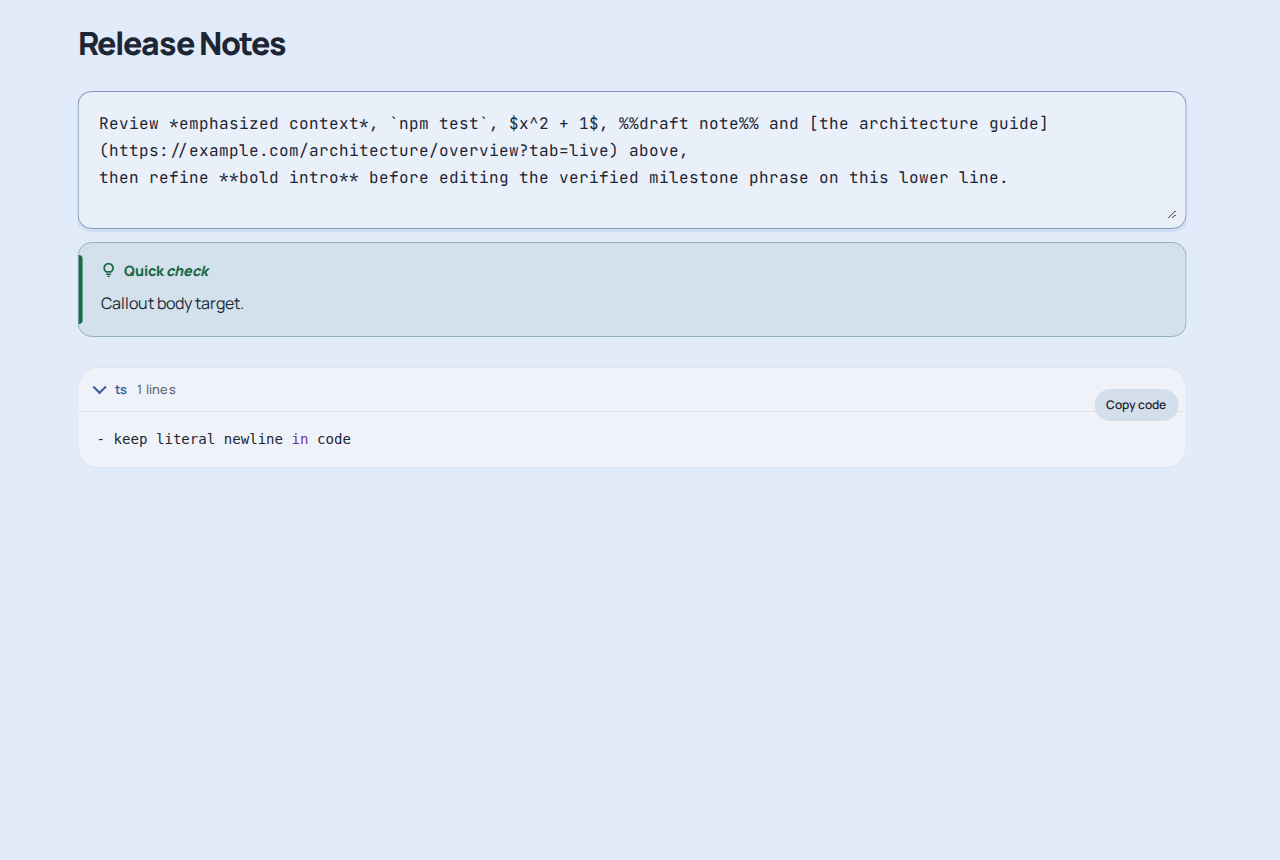 Release Notes
Review *emphasized context*, `npm test`, $x^2 + 1$, %%draft note%% and [the architecture guide]
(https://example.com/architecture/overview?tab=live) above,
then refine **bold intro** before editing the verified milestone phrase on this lower line.
Quick check
Callout body target.
ts 1 lines
Copy code
- keep literal newline in code